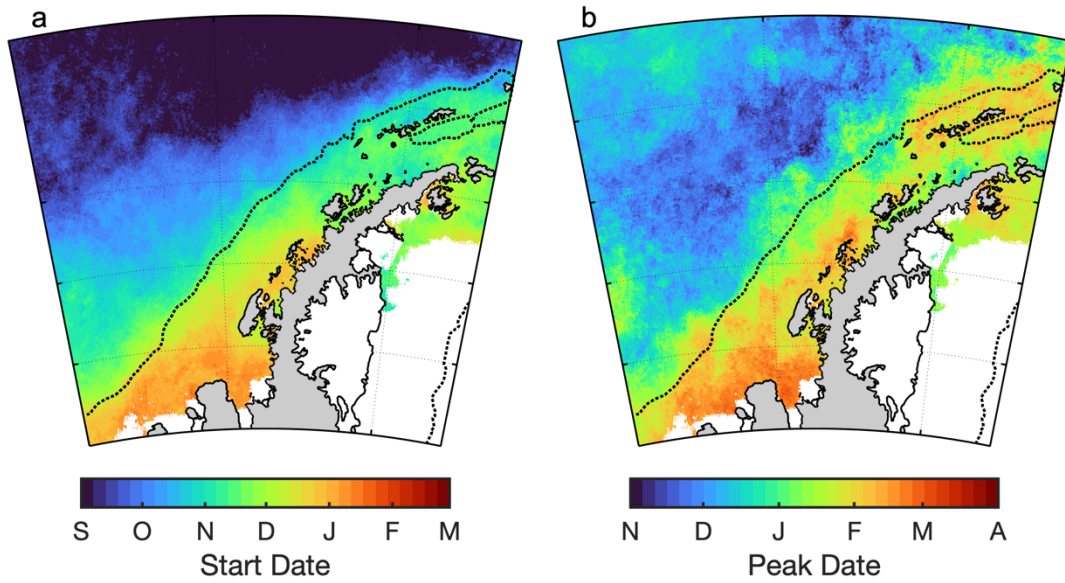 a
b
S O N D J F M
Start Date
N D J F M A
Peak Date